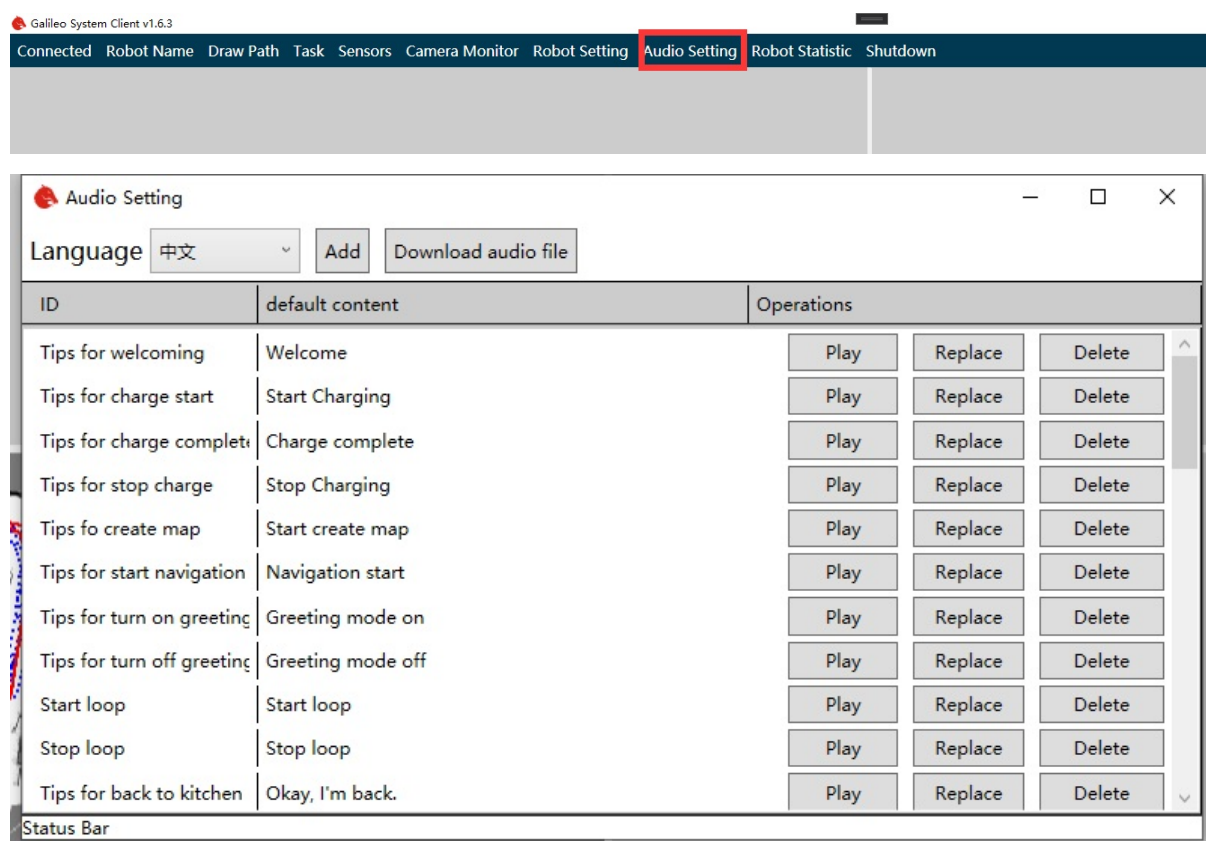 Galileo System Client v1.6.3
Connected Robot Name Draw Path Task Sensors Camera Monitor Robot Setting Audio Setting Robot Statistic Shutdown
Audio Setting
Language 中文 Add Download audio file
ID default content Operations
Tips for welcoming Welcome Play Replace Delete
Tips for charge start Start Charging Play Replace Delete
Tips for charge complete Charge complete Play Replace Delete
Tips for stop charge Stop Charging Play Replace Delete
Tips fo create map Start create map Play Replace Delete
Tips for start navigation Navigation start Play Replace Delete
Tips for turn on greeting Greeting mode on Play Replace Delete
Tips for turn off greeting Greeting mode off Play Replace Delete
Start loop Start loop Play Replace Delete
Stop loop Stop loop Play Replace Delete
Tips for back to kitchen Okay, I'm back. Play Replace Delete
Status Bar